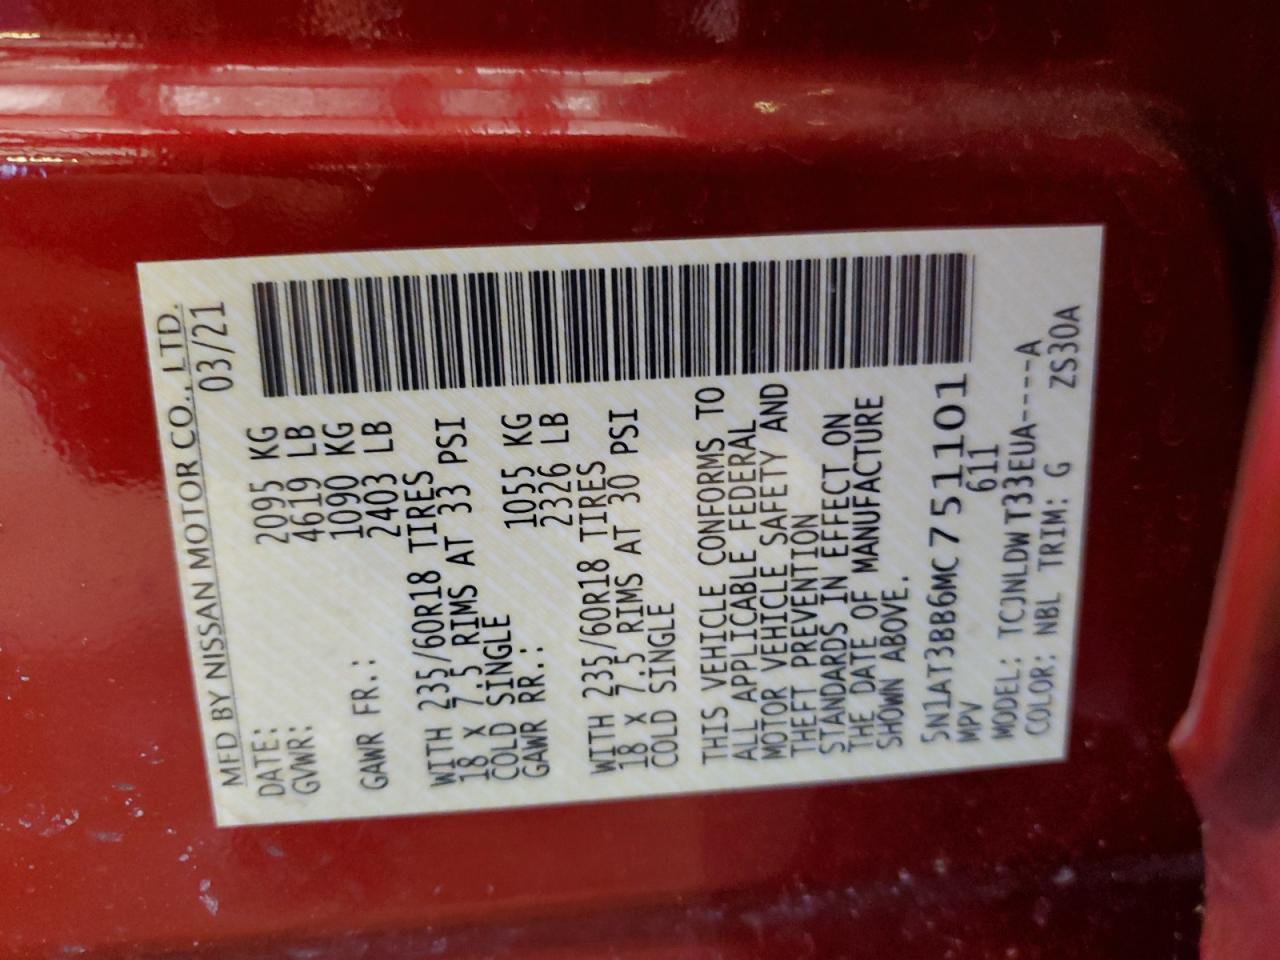 MFD BY NISSAN MOTOR CO., LTD.
DATE: 03/21
GVWR: 2095 KG
4619 LB
GAWR FR.: 1090 KG
2403 LB
WITH 235/60R18 TIRES
18 X 7.5 RIMS AT 33 PSI
COLD SINGLE
GAWR RR.: 1055 KG
2326 LB
WITH 235/60R18 TIRES
18 X 7.5 RIMS AT 30 PSI
COLD SINGLE
THIS VEHICLE CONFORMS TO
ALL APPLICABLE FEDERAL
MOTOR VEHICLE SAFETY AND
THEFT PREVENTION
STANDARDS IN EFFECT ON
THE DATE OF MANUFACTURE
SHOWN ABOVE.
5N1AT3BB6MC751101
MPV 611
MODEL: TCJNLDWT33EUA----A
COLOR: NBL TRIM: G ZS30A